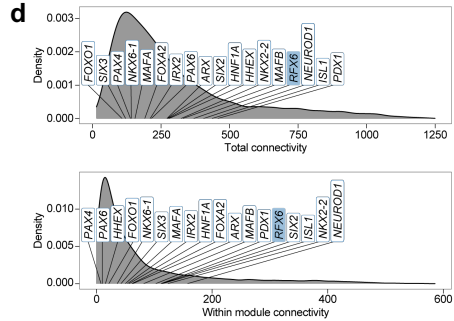 d
Density
0.003
0.002
0.001
0.000
FOXO1
SIX3
PAX4
NKX6-1
MAFA
FOXA2
IRX2
PAX6
ARX
SIX2
HNF1A
HHEX
NKX2-2
MAFB
RFX6
NEUROD1
ISL1
PDX1
0
250
500
750
1000
1250
Total connectivity
Density
0.010
0.005
0.000
PAX4
PAX6
HHEX
FOXO1
NKX6-1
SIX3
MAFA
IRX2
HNF1A
FOXA2
ARX
MAFB
PDX1
RFX6
SIX2
ISL1
NKX2-2
NEUROD1
0
200
400
600
Within module connectivity